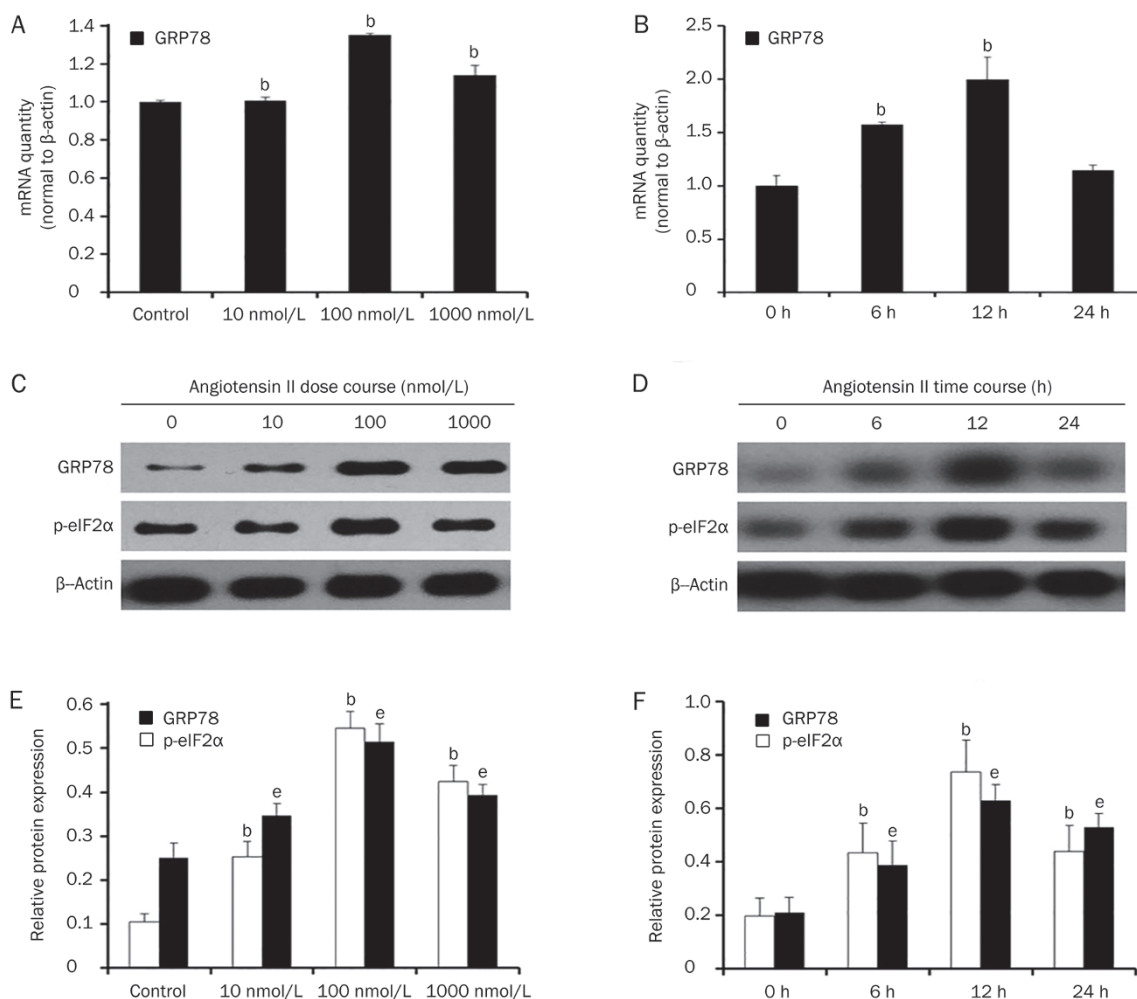 A
1.4
1.2
1.0
0.8
0.6
0.4
0.2
0
mRNA quantity
(normal to β-actin)
GRP78
b
b
b
Control
10 nmol/L
100 nmol/L
1000 nmol/L
B
2.5
2.0
1.5
1.0
0.5
0
mRNA quantity
(normal to β-actin)
GRP78
b
b
0 h
6 h
12 h
24 h
C
Angiotensin II dose course (nmol/L)
0 10 100 1000
GRP78
p-eIF2α
β--Actin
D
Angiotensin II time course (h)
0 6 12 24
GRP78
p-eIF2α
β--Actin
E
0.6
0.5
0.4
0.3
0.2
0.1
0
Relative protein expression
GRP78
p-eIF2α
b
e
b
e
b
e
Control
10 nmol/L
100 nmol/L
1000 nmol/L
F
1.0
0.8
0.6
0.4
0.2
0
Relative protein expression
GRP78
p-eIF2α
b
e
b
e
b
e
0 h
6 h
12 h
24 h